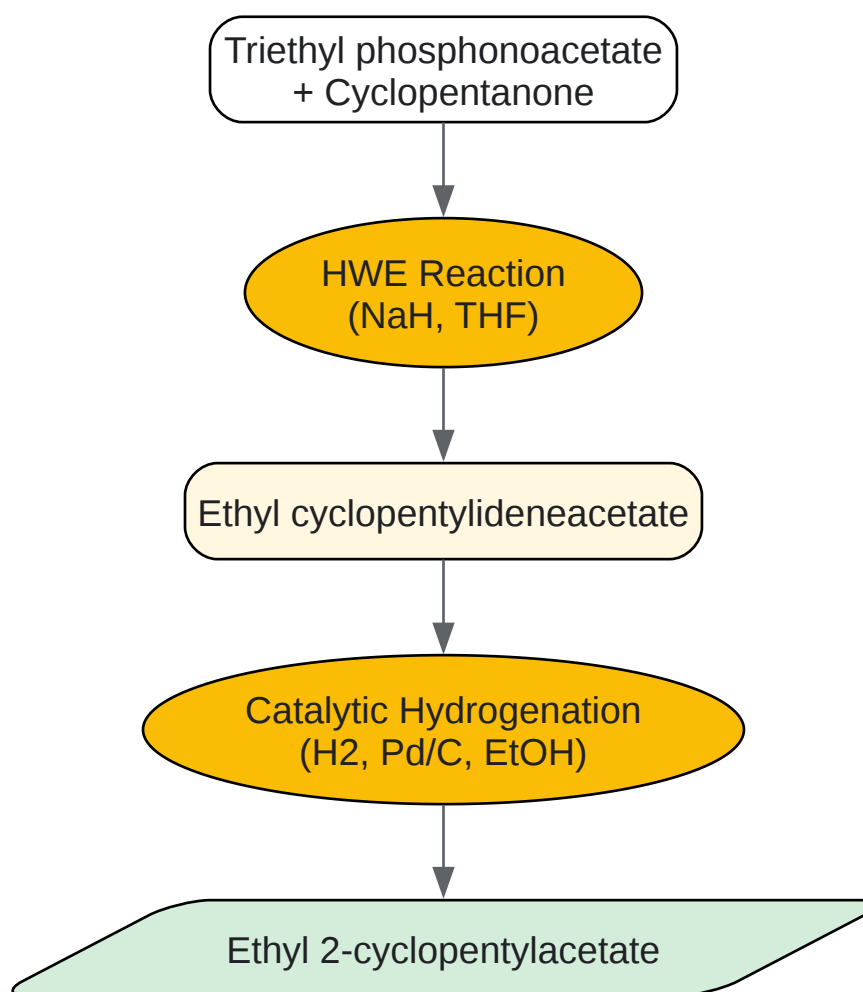 Triethyl phosphonoacetate
+ Cyclopentanone
HWE Reaction
(NaH, THF)
Ethyl cyclopentylideneacetate
Catalytic Hydrogenation
(H2, Pd/C, EtOH)
Ethyl 2-cyclopentylacetate